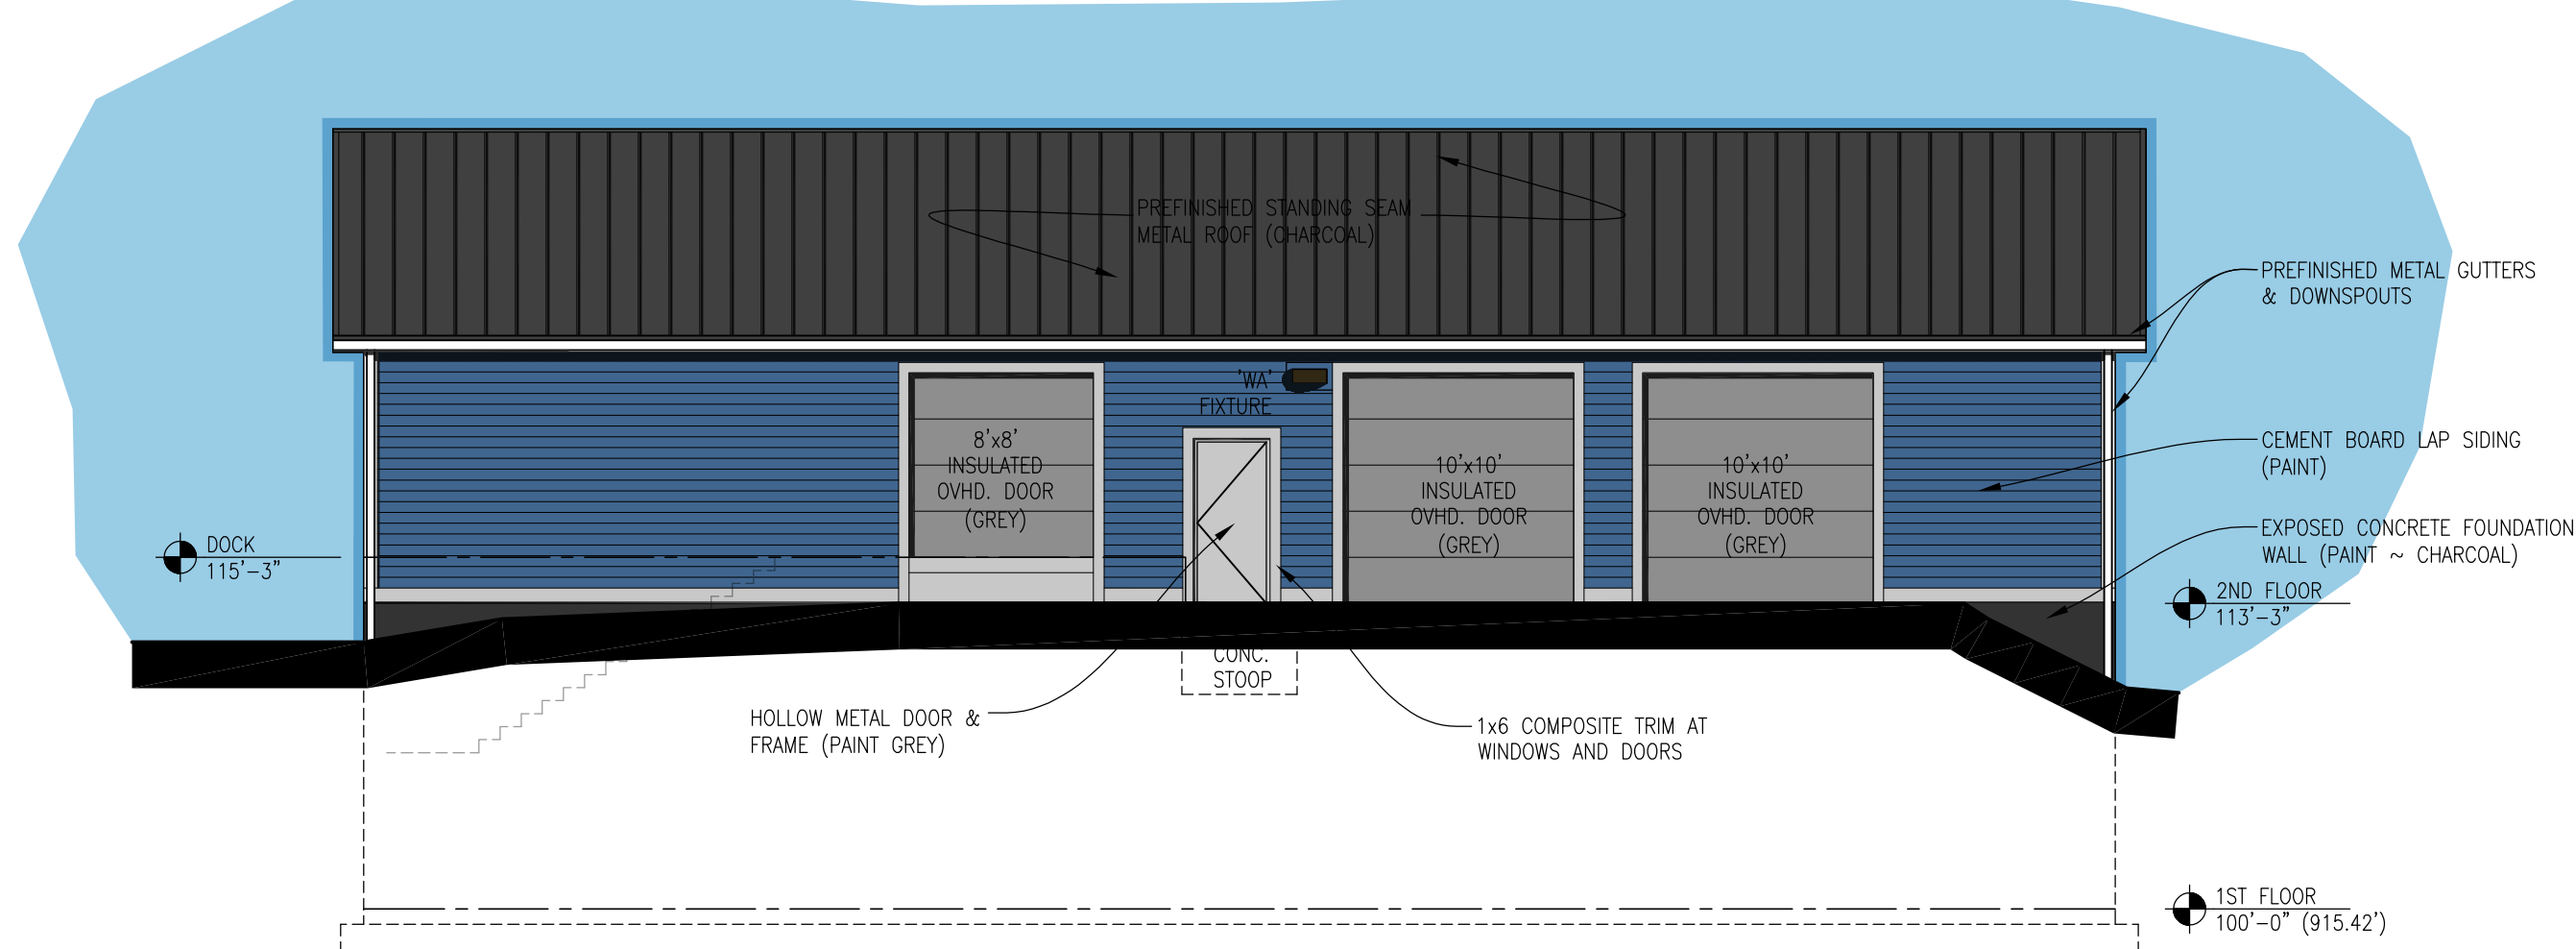 PREFINISHED STANDING SEAM
METAL ROOF (CHARCOAL)
PREFINISHED METAL GUTTERS
& DOWNSPOUTS
'WA'
FIXTURE
8'x8'
INSULATED
OVHD. DOOR
(GREY)
10'x10'
INSULATED
OVHD. DOOR
(GREY)
10'x10'
INSULATED
OVHD. DOOR
(GREY)
CEMENT BOARD LAP SIDING
(PAINT)
EXPOSED CONCRETE FOUNDATION
WALL (PAINT ~ CHARCOAL)
DOCK
115'-3"
2ND FLOOR
113'-3"
CONC.
STOOP
HOLLOW METAL DOOR &
FRAME (PAINT GREY)
1x6 COMPOSITE TRIM AT
WINDOWS AND DOORS
1ST FLOOR
100'-0" (915.42')